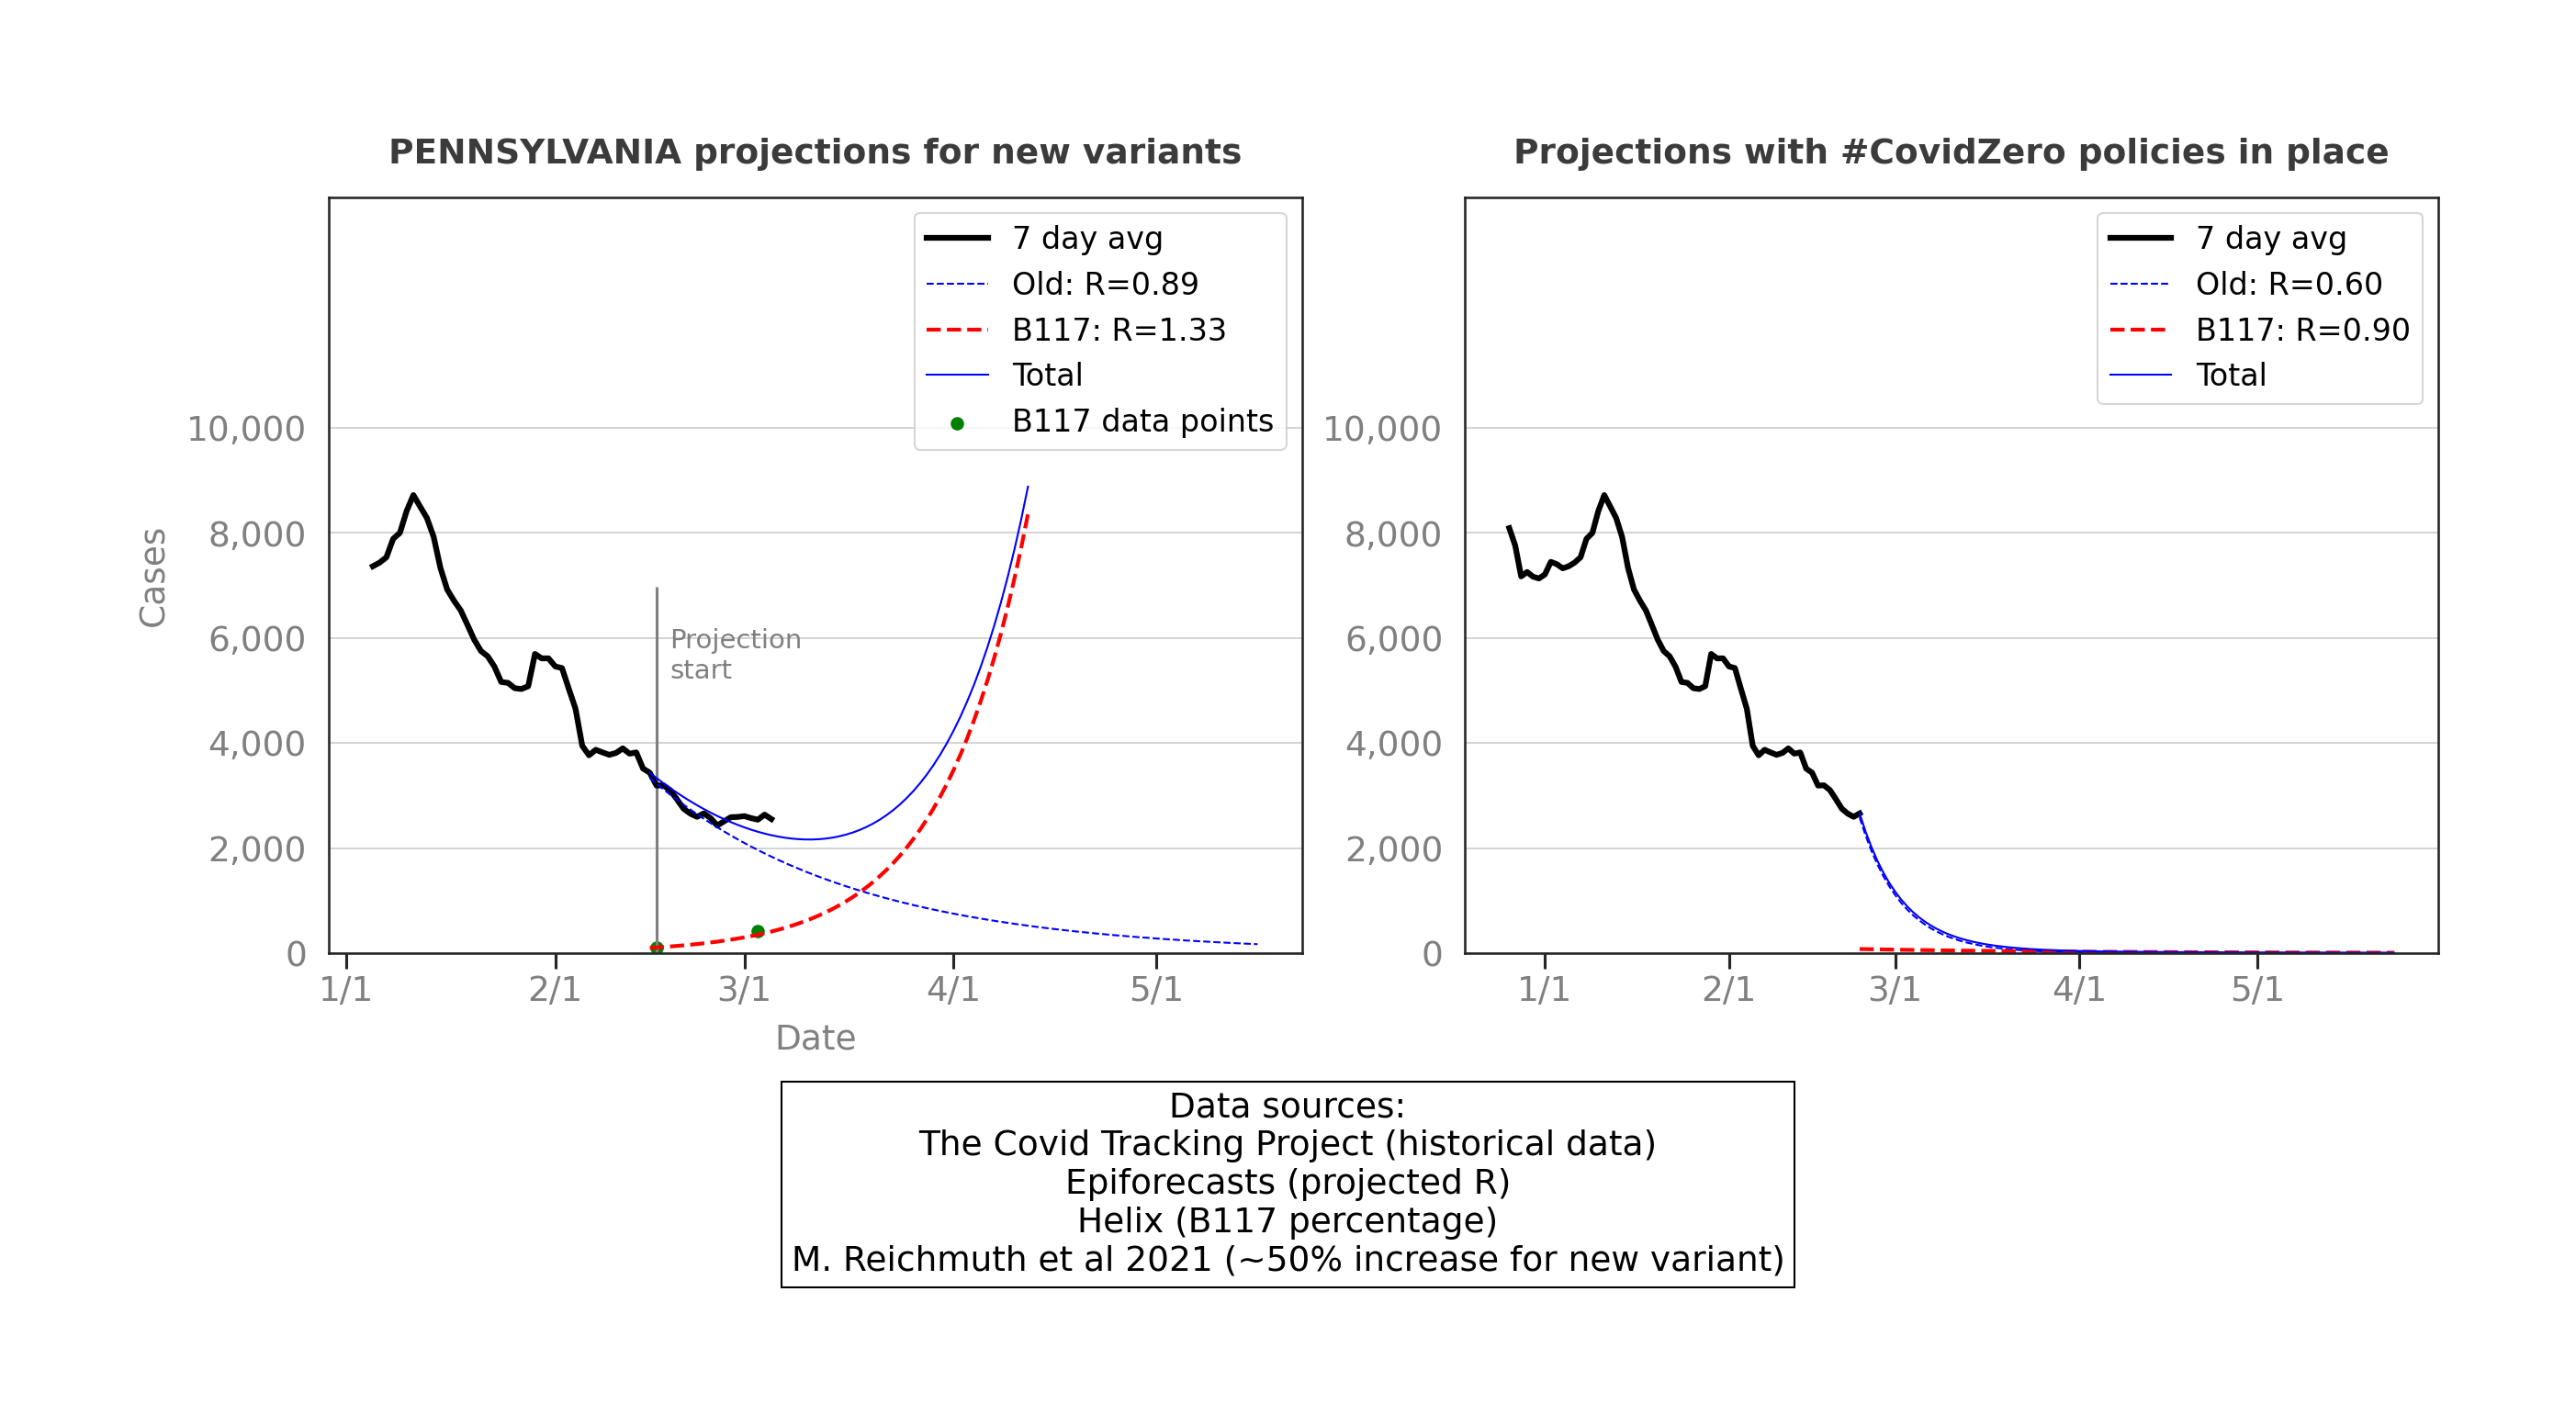 PENNSYLVANIA projections for new variants
7 day avg
Old: R=0.89
B117: R=1.33
Total
B117 data points
Projection
start
Cases
10,000
8,000
6,000
4,000
2,000
0
1/1
2/1
3/1
4/1
5/1
Date
Projections with #CovidZero policies in place
7 day avg
Old: R=0.60
B117: R=0.90
Total
10,000
8,000
6,000
4,000
2,000
0
1/1
2/1
3/1
4/1
5/1
Data sources:
The Covid Tracking Project (historical data)
Epiforecasts (projected R)
Helix (B117 percentage)
M. Reichmuth et al 2021 (~50% increase for new variant)